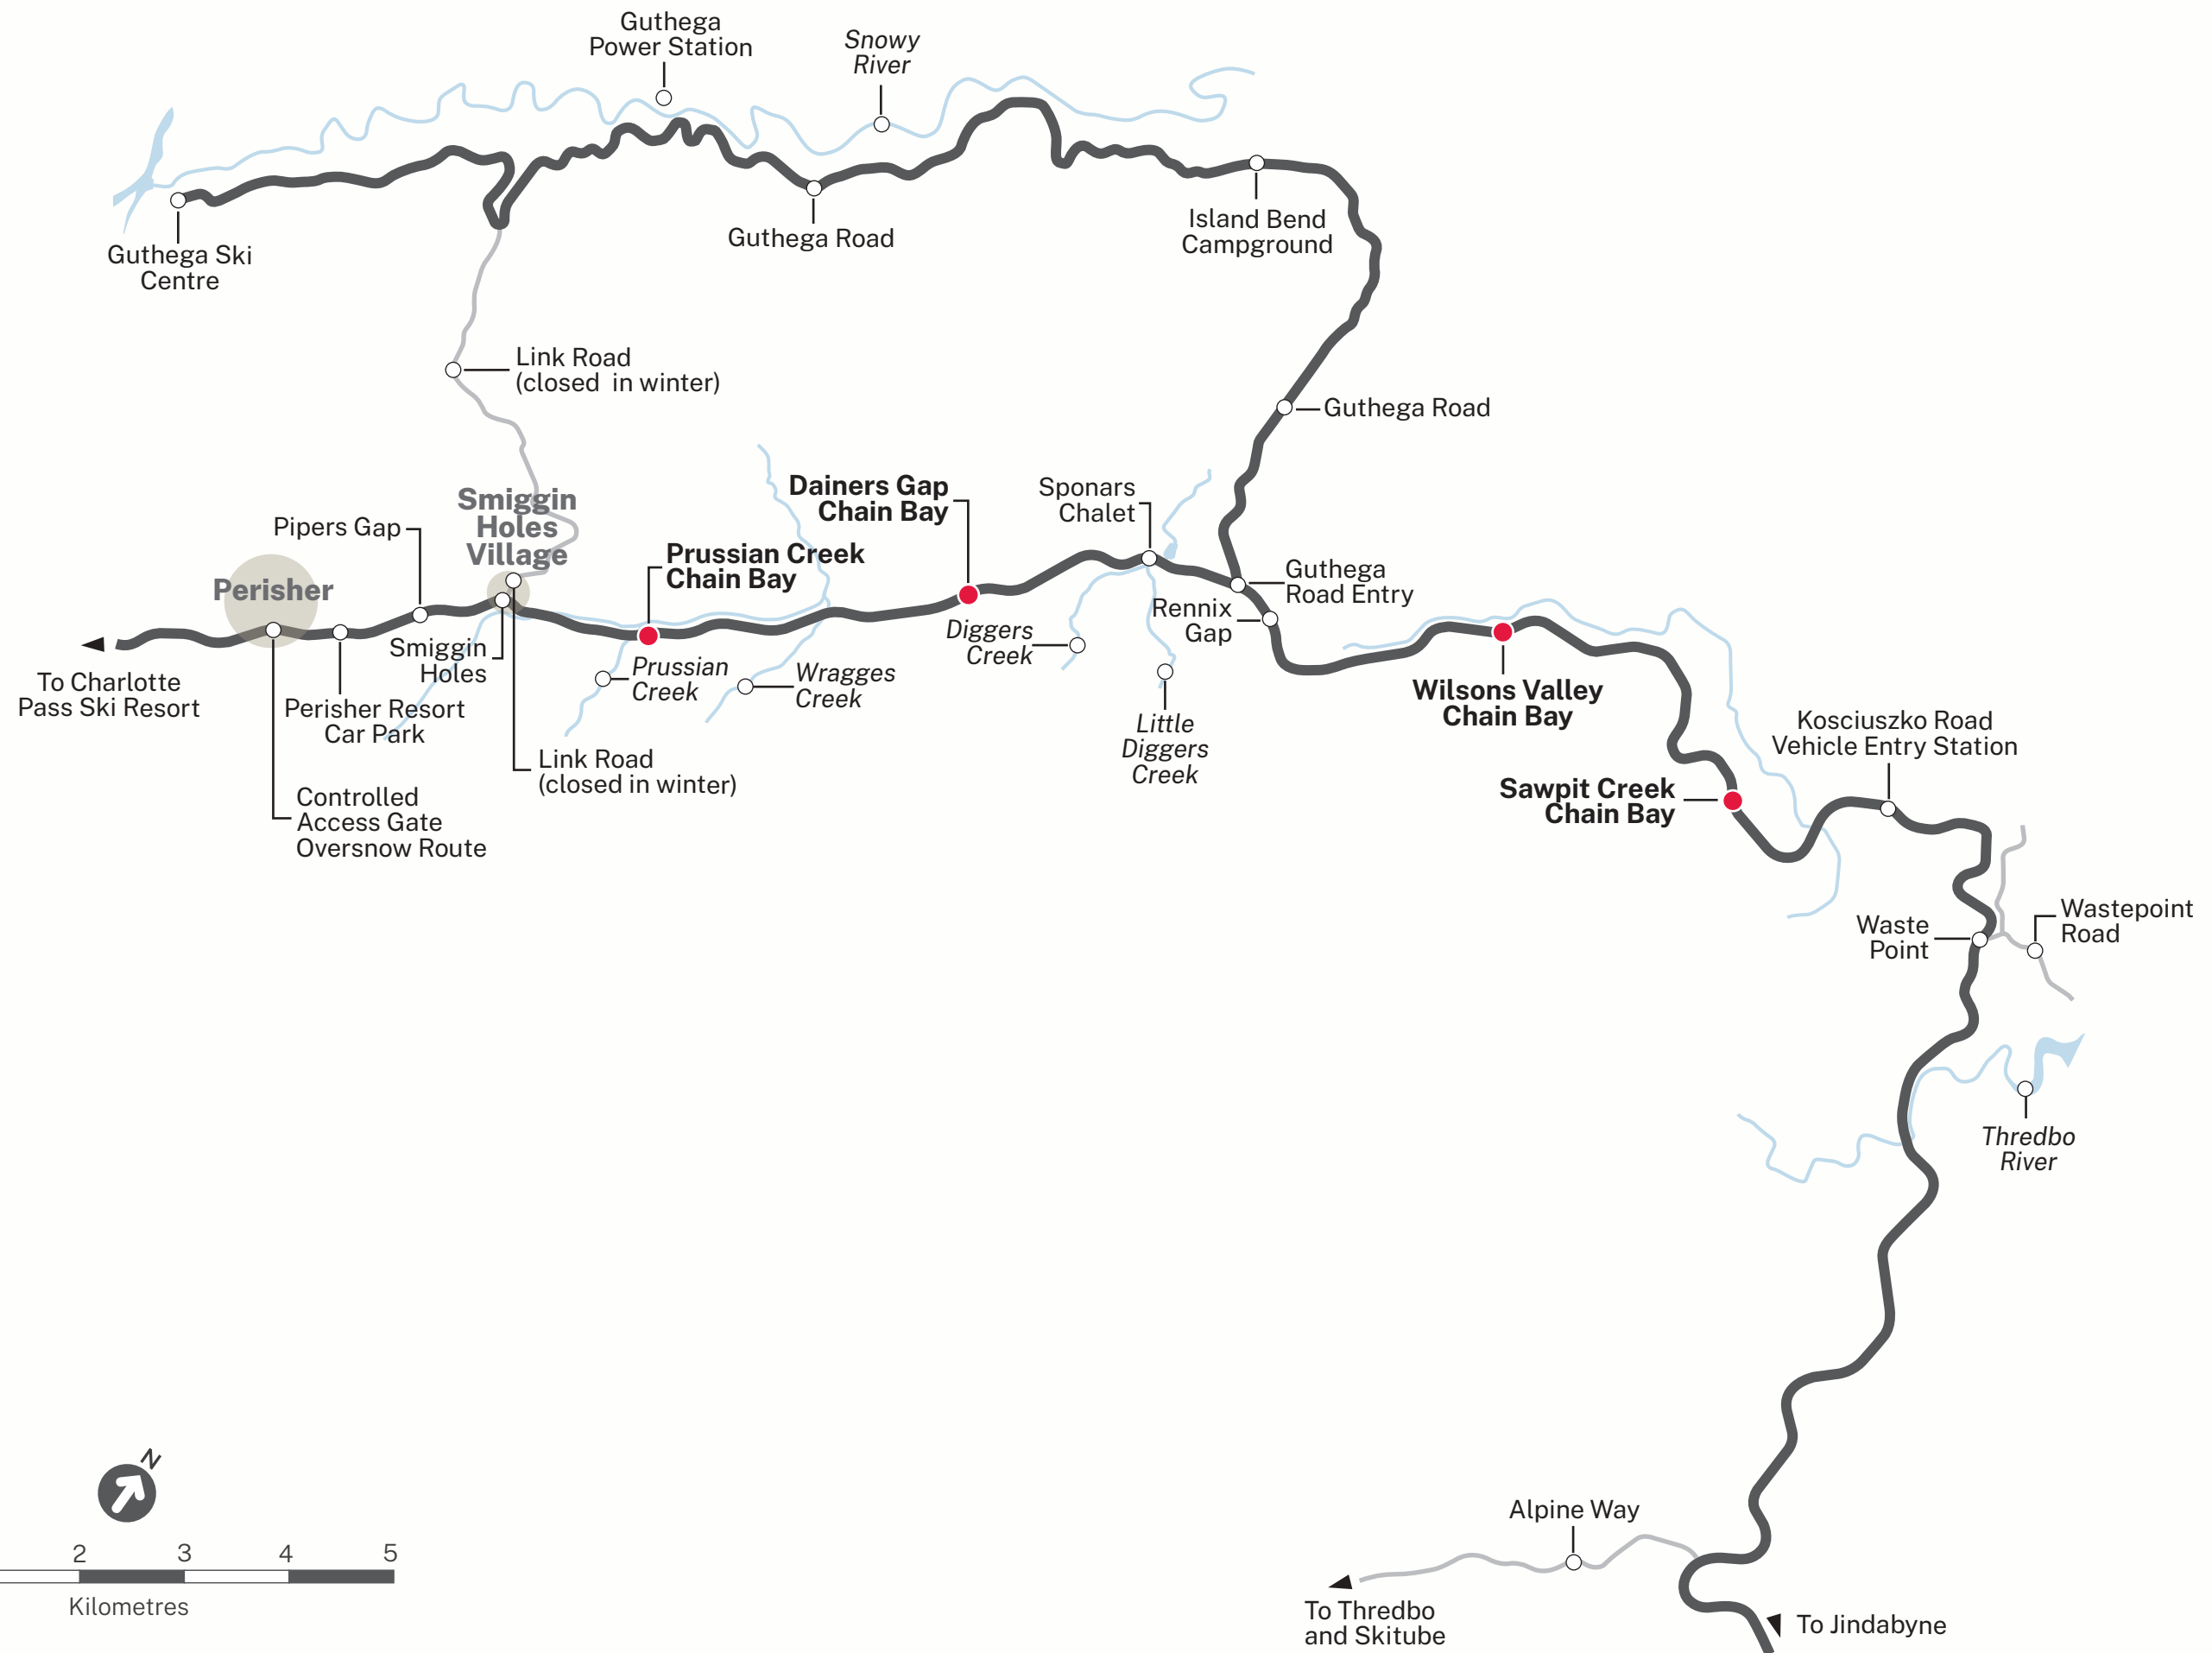 Guthega
Power Station
Snowy
River
Guthega Ski
Centre
Guthega Road
Island Bend
Campground
Link Road
(closed  in winter)
Guthega Road
Smiggin
Holes
Village
Pipers Gap
Perisher
Prussian Creek
Chain Bay
Dainers Gap
Chain Bay
Sponars
Chalet
Guthega
Road Entry
Rennix
Gap
Diggers
Creek
Smiggin
Holes
Prussian
Creek
Wragges
Creek
To Charlotte
Pass Ski Resort
Perisher Resort
Car Park
Little
Diggers
Creek
Wilsons Valley
Chain Bay
Kosciuszko Road
Vehicle Entry Station
Link Road
(closed in winter)
Controlled
Access Gate
Oversnow Route
Sawpit Creek
Chain Bay
Waste
Point
Wastepoint
Road
Thredbo
River
N
2 3 4 5
Kilometres
Alpine Way
To Thredbo
and Skitube
To Jindabyne